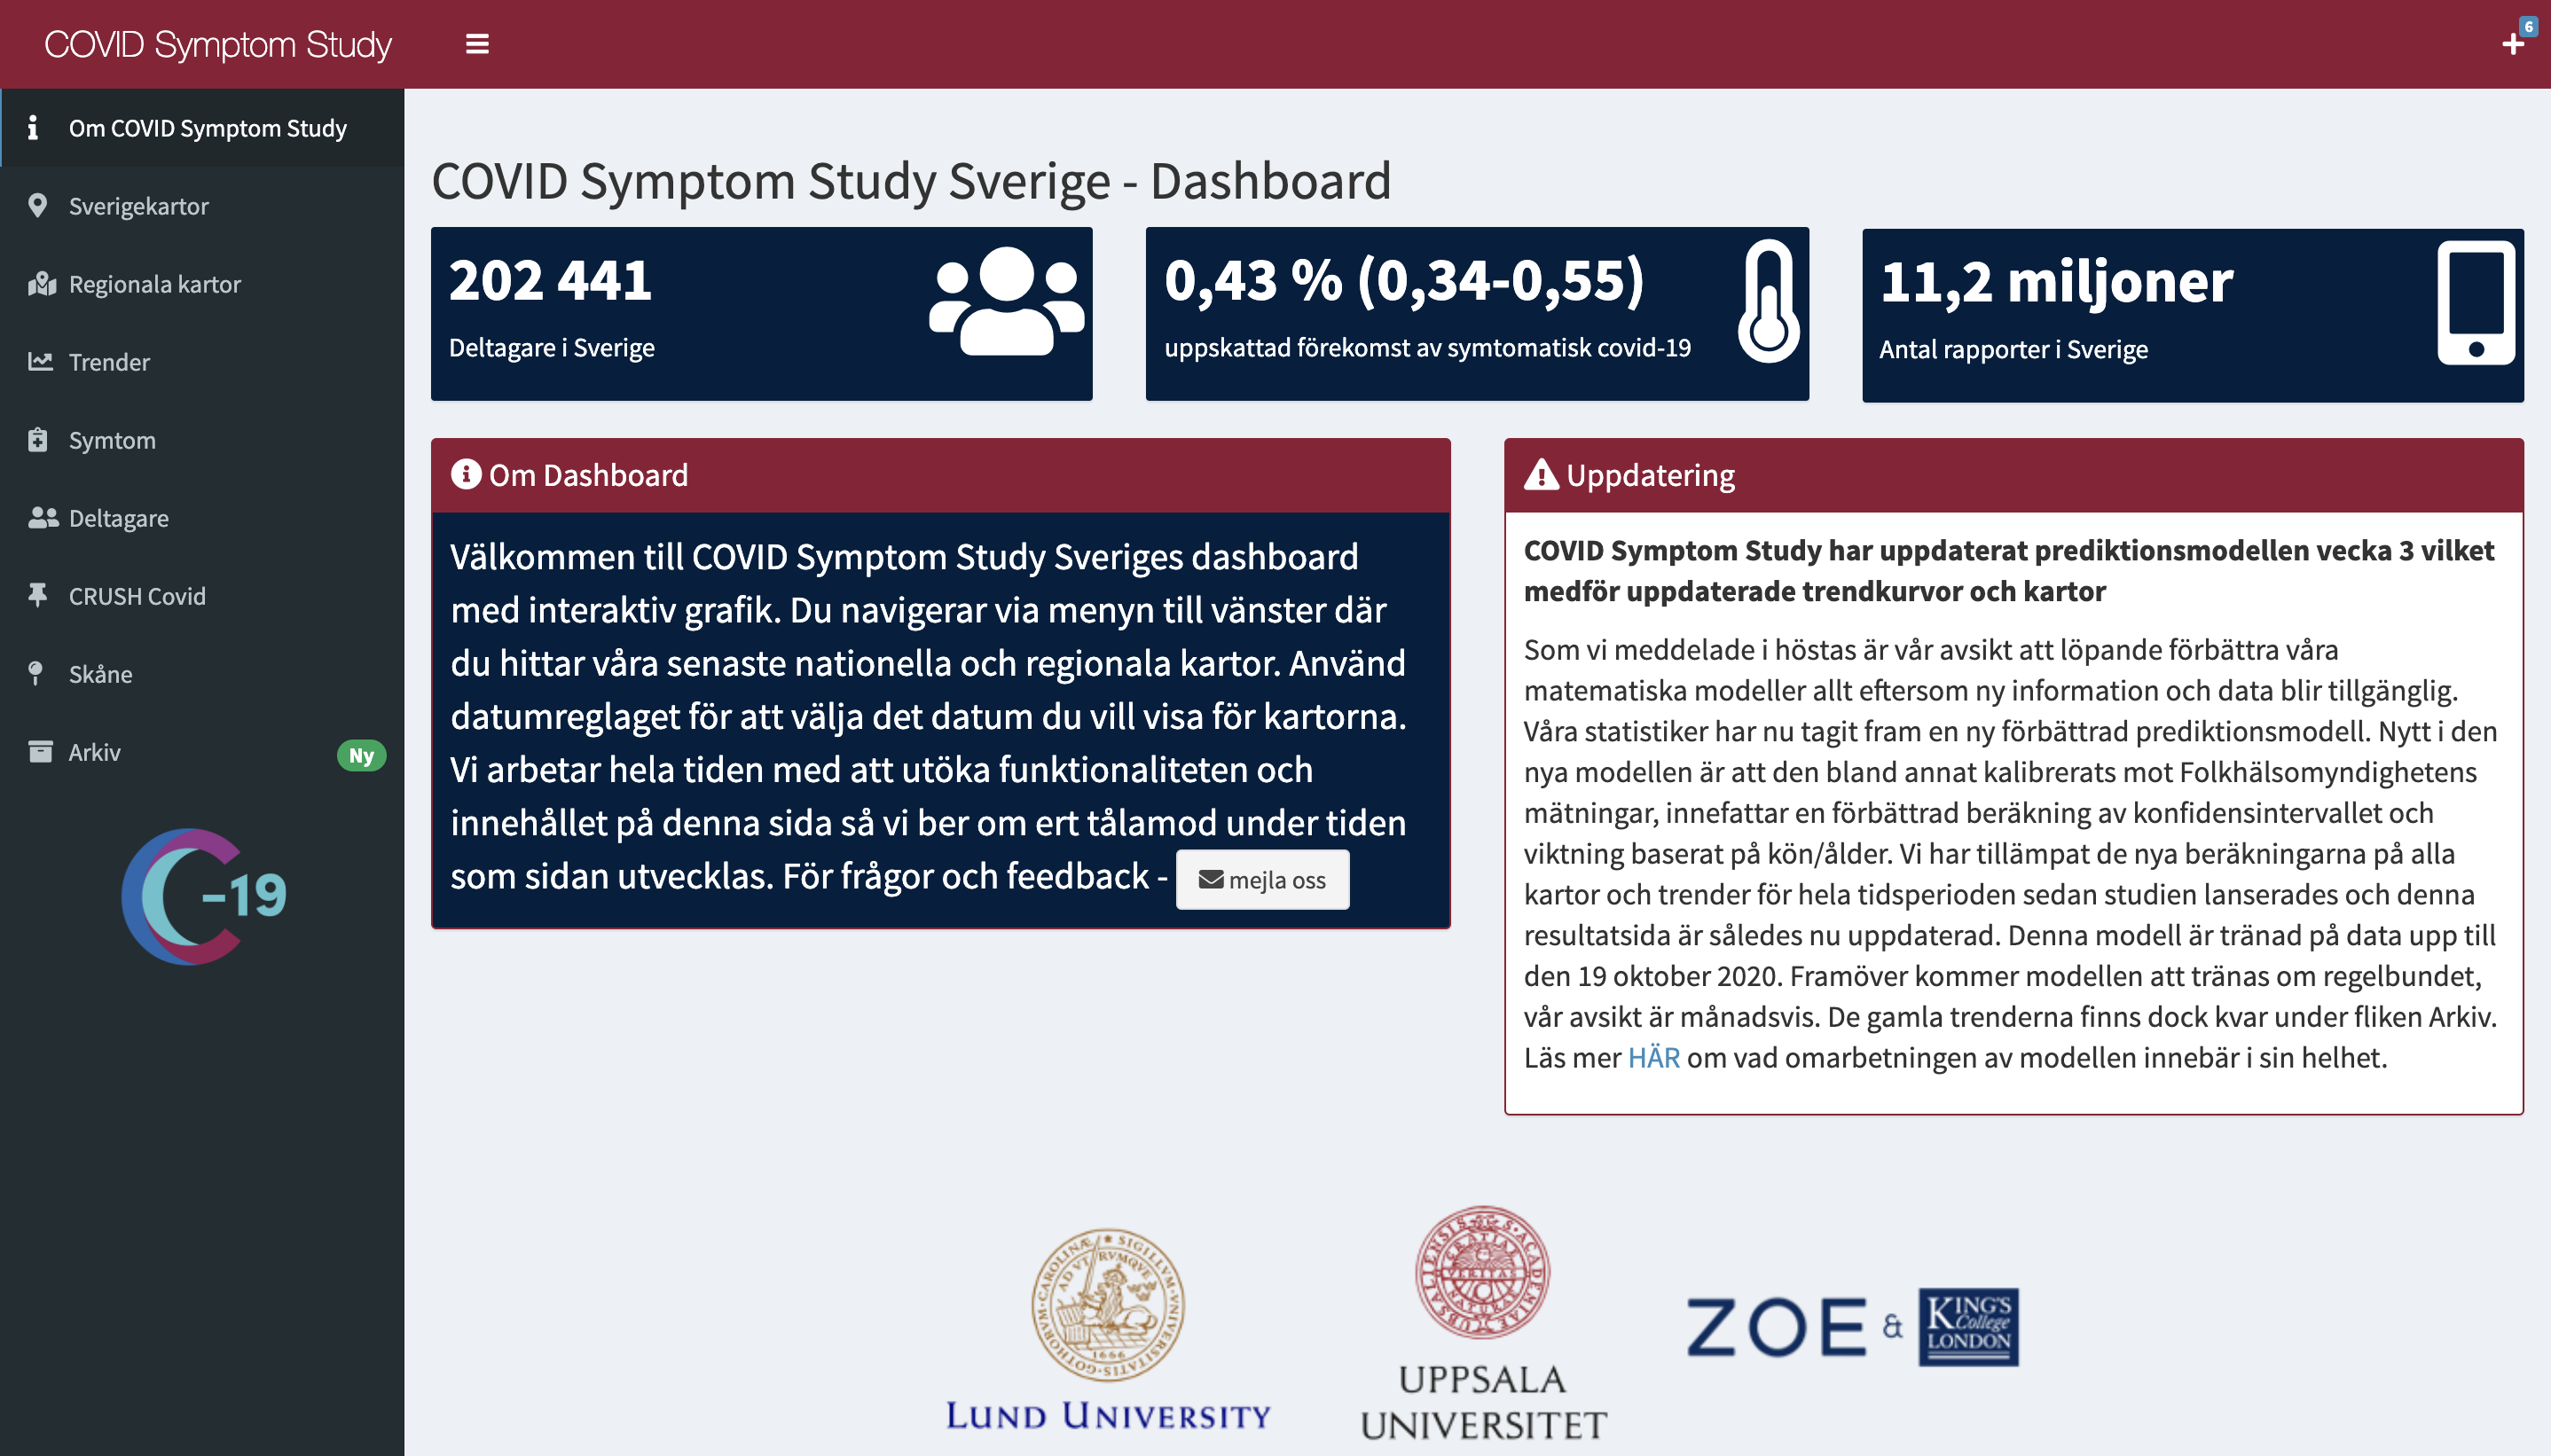 COVID Symptom Study
6
Om COVID Symptom Study
Sverigekartor
Regionala kartor
Trender
Symtom
Deltagare
CRUSH Covid
Skåne
Arkiv
Ny
-19
COVID Symptom Study Sverige - Dashboard
202 441
Deltagare i Sverige
0,43 % (0,34-0,55)
uppskattad förekomst av symtomatisk covid-19
11,2 miljoner
Antal rapporter i Sverige
Om Dashboard
Välkommen till COVID Symptom Study Sveriges dashboard
med interaktiv grafik. Du navigerar via menyn till vänster där
du hittar våra senaste nationella och regionala kartor. Använd
datumreglaget för att välja det datum du vill visa för kartorna.
Vi arbetar hela tiden med att utöka funktionaliteten och
innehållet på denna sida så vi ber om ert tålamod under tiden
som sidan utvecklas. För frågor och feedback - mejla oss
Uppdatering
COVID Symptom Study har uppdaterat prediktionsmodellen vecka 3 vilket
medför uppdaterade trendkurvor och kartor
Som vi meddelade i höstas är vår avsikt att löpande förbättra våra
matematiska modeller allt eftersom ny information och data blir tillgänglig.
Våra statistiker har nu tagit fram en ny förbättrad prediktionsmodell. Nytt i den
nya modellen är att den bland annat kalibrerats mot Folkhälsomyndighetens
mätningar, innefattar en förbättrad beräkning av konfidensintervallet och
viktning baserat på kön/ålder. Vi har tillämpat de nya beräkningarna på alla
kartor och trender för hela tidsperioden sedan studien lanserades och denna
resultatsida är således nu uppdaterad. Denna modell är tränad på data upp till
den 19 oktober 2020. Framöver kommer modellen att tränas om regelbundet,
vår avsikt är månadsvis. De gamla trenderna finns dock kvar under fliken Arkiv.
Läs mer HÄR om vad omarbetningen av modellen innebär i sin helhet.
SIGILLVM·VNIVERSITATIS·GOTHORVM·CAROLINÆ
AD VTRVMQVE
1666
LUND UNIVERSITY
GRATIAE
VERITAS
NATURAE
UPPSALA
UNIVERSITET
ZOE & KING'S
College
LONDON